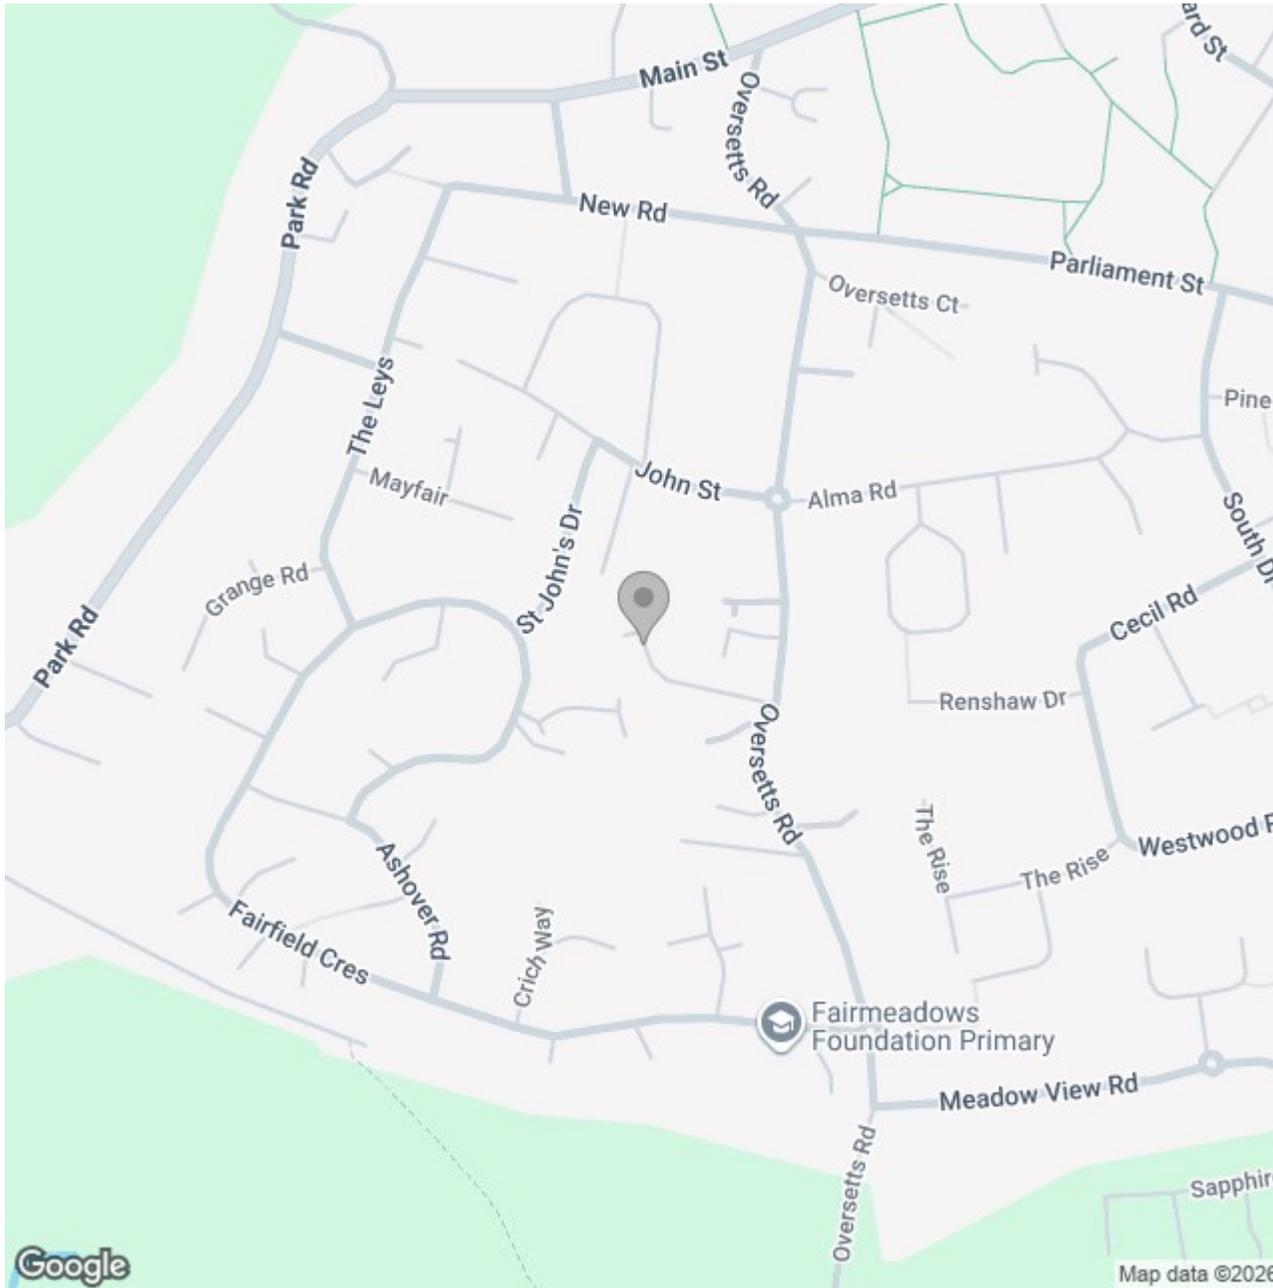 ard St
Main St
Oversetts Rd
Park Rd
New Rd
Parliament St
Oversetts Ct
The Leys
Pine
Mayfair
John St
Alma Rd
South Dr
St John's Dr
Grange Rd
Cecil Rd
Park Rd
Renshaw Dr
Oversetts Rd
The Rise
Westwood R
The Rise
Ashover Rd
Fairfield Cres
Crich Way
Fairmeadows
Foundation Primary
Meadow View Rd
Oversetts Rd
Sapphir
Google
Map data ©2026